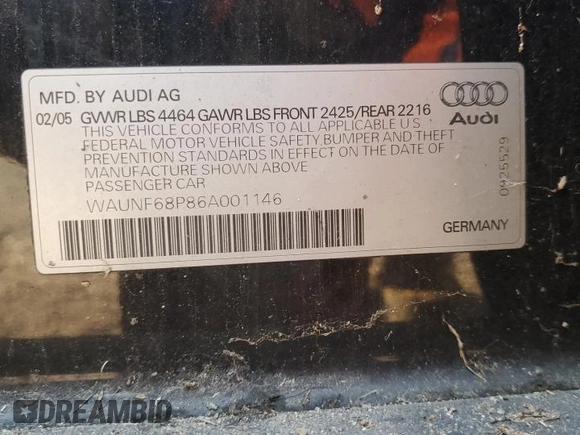 MFD. BY AUDI AG
02/05 GVWR LBS 4464 GAWR LBS FRONT 2425/REAR 2216
THIS VEHICLE CONFORMS TO ALL APPLICABLE U.S.
FEDERAL MOTOR VEHICLE SAFETY BUMPER AND THEFT
PREVENTION STANDARDS IN EFFECT ON THE DATE OF
MANUFACTURE SHOWN ABOVE
PASSENGER CAR
WAUNF68P86A001146
Audi
0925529
GERMANY
DREAMBID